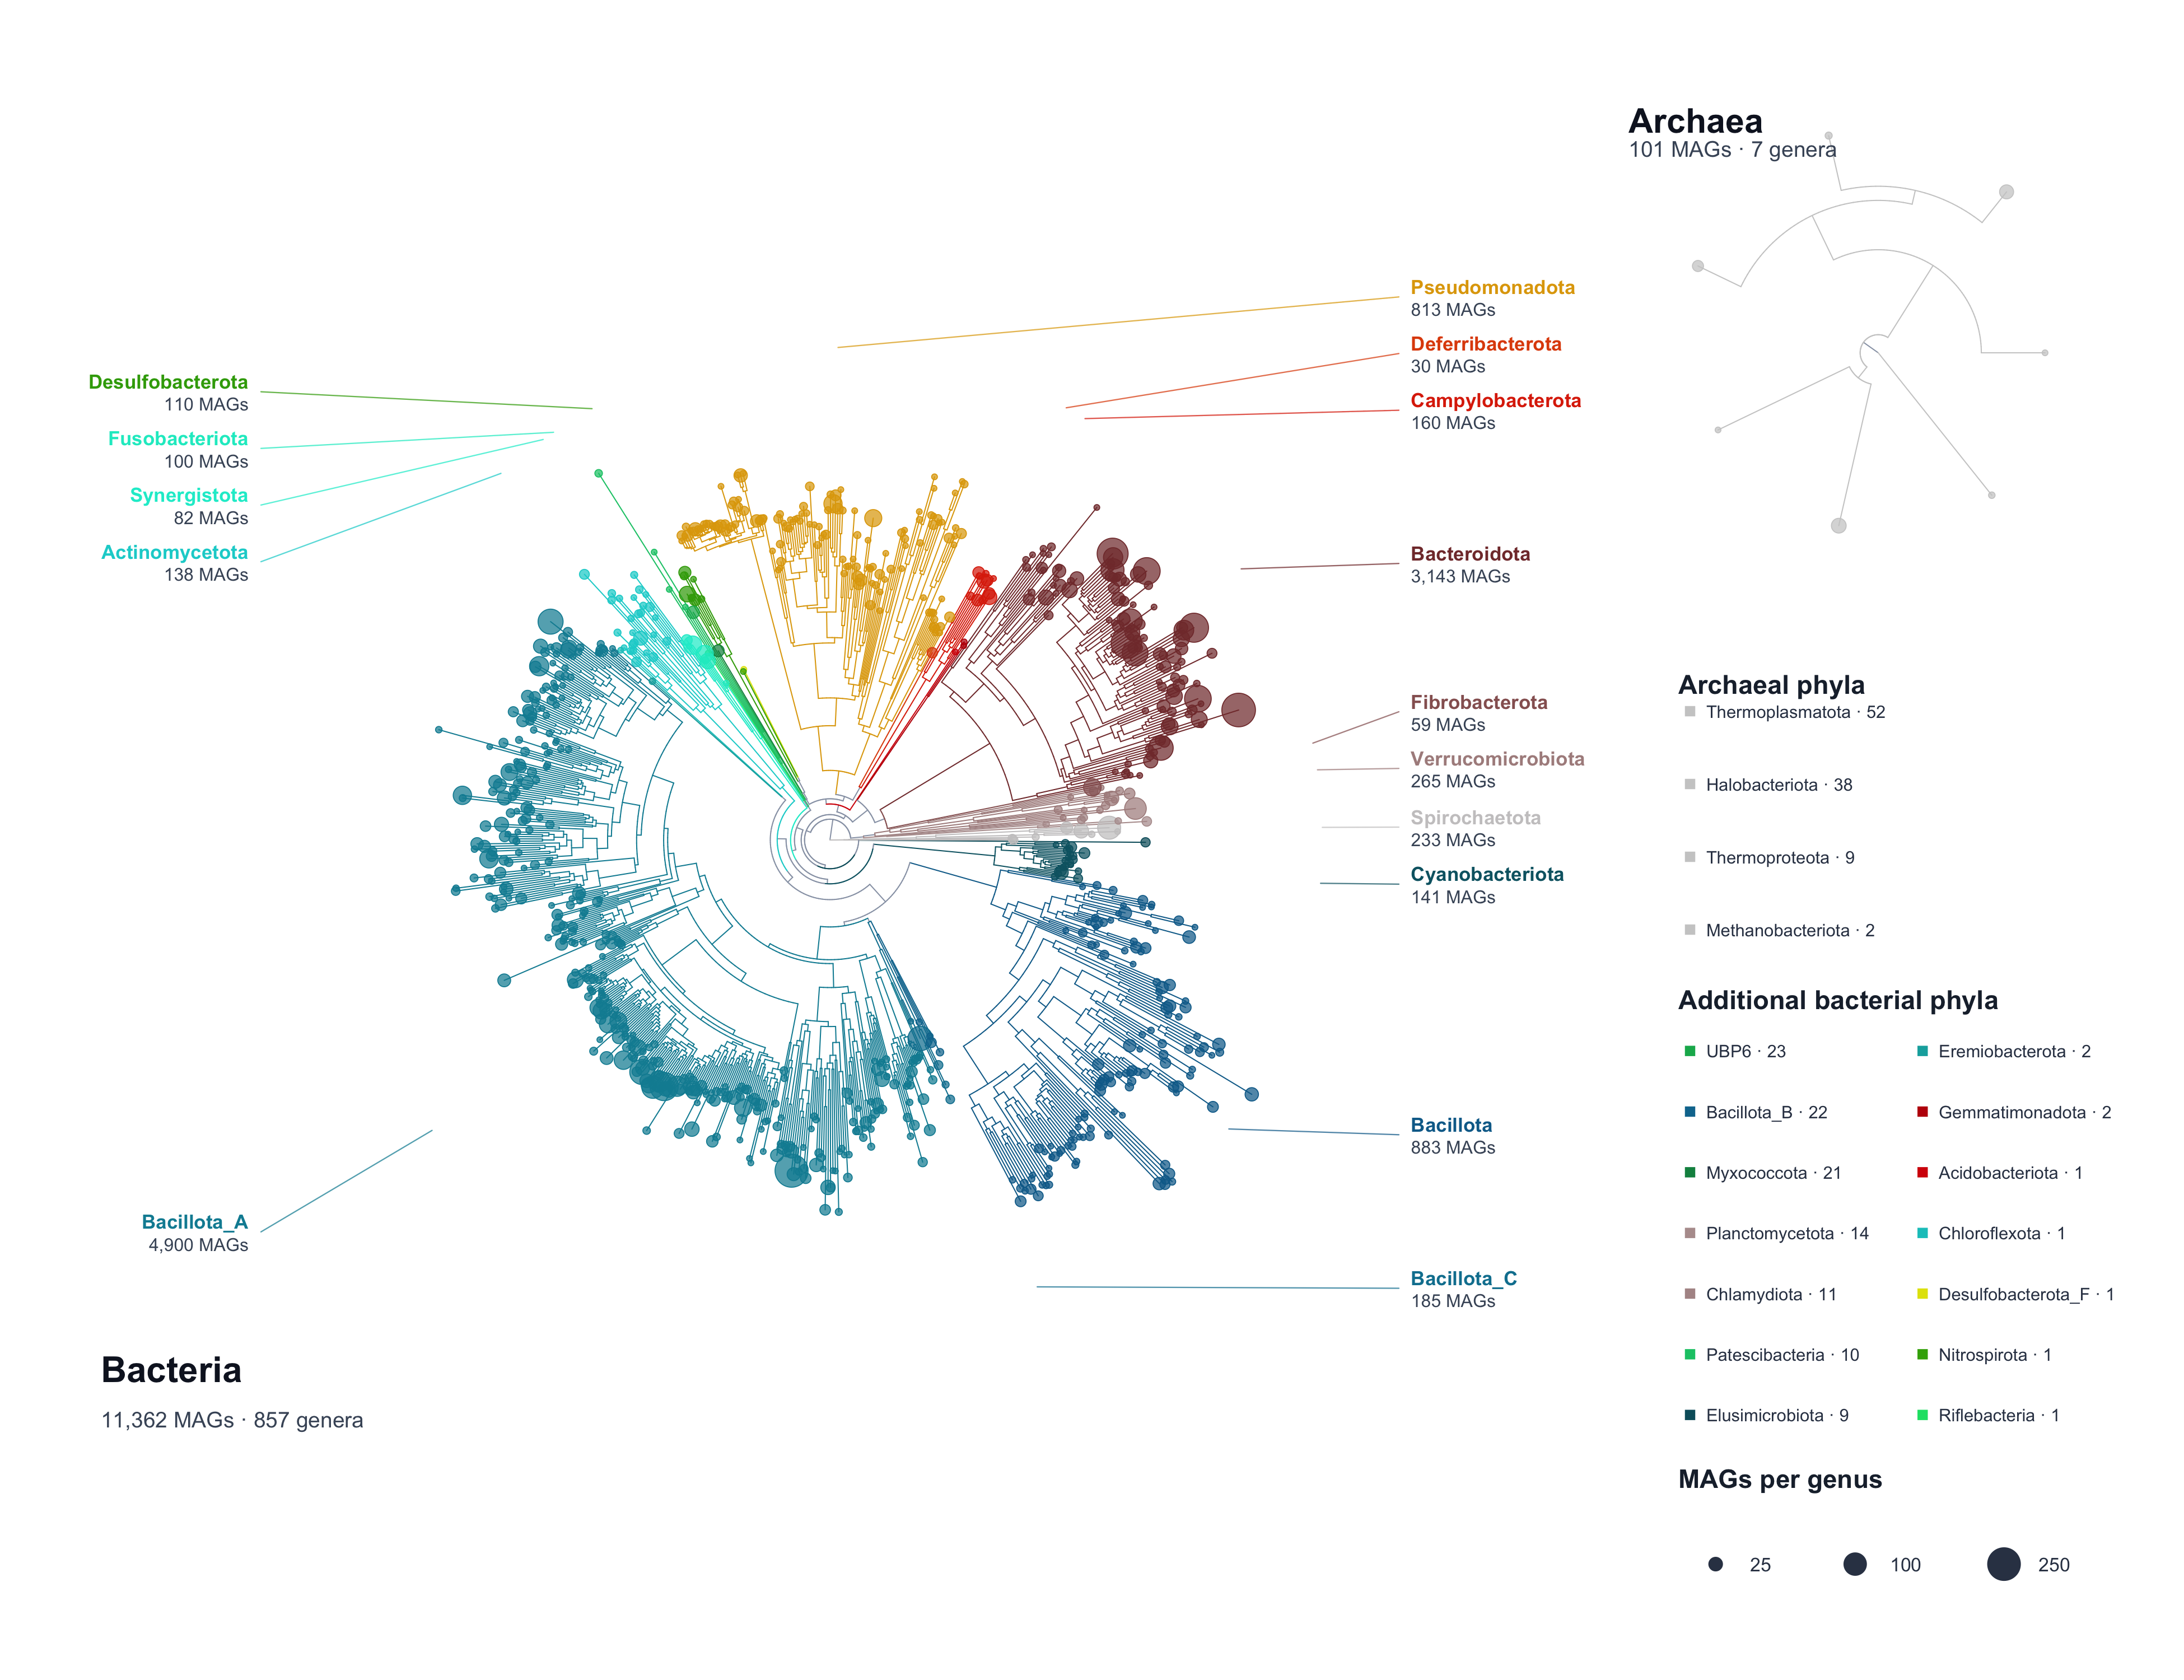 Archaea
101 MAGs · 7 genera
Pseudomonadota
813 MAGs
Deferribacterota
30 MAGs
Campylobacterota
160 MAGs
Desulfobacterota
110 MAGs
Fusobacteriota
100 MAGs
Synergistota
82 MAGs
Actinomycetota
138 MAGs
Bacteroidota
3,143 MAGs
Fibrobacterota
59 MAGs
Verrucomicrobiota
265 MAGs
Spirochaetota
233 MAGs
Cyanobacteriota
141 MAGs
Bacillota
883 MAGs
Bacillota_C
185 MAGs
Bacillota_A
4,900 MAGs
Bacteria
11,362 MAGs · 857 genera
Archaeal phyla
Thermoplasmatota · 52
Halobacteriota · 38
Thermoproteota · 9
Methanobacteriota · 2
Additional bacterial phyla
UBP6 · 23
Eremiobacterota · 2
Bacillota_B · 22
Gemmatimonadota · 2
Myxococcota · 21
Acidobacteriota · 1
Planctomycetota · 14
Chloroflexota · 1
Chlamydiota · 11
Desulfobacterota_F · 1
Patescibacteria · 10
Nitrospirota · 1
Elusimicrobiota · 9
Riflebacteria · 1
MAGs per genus
25
100
250